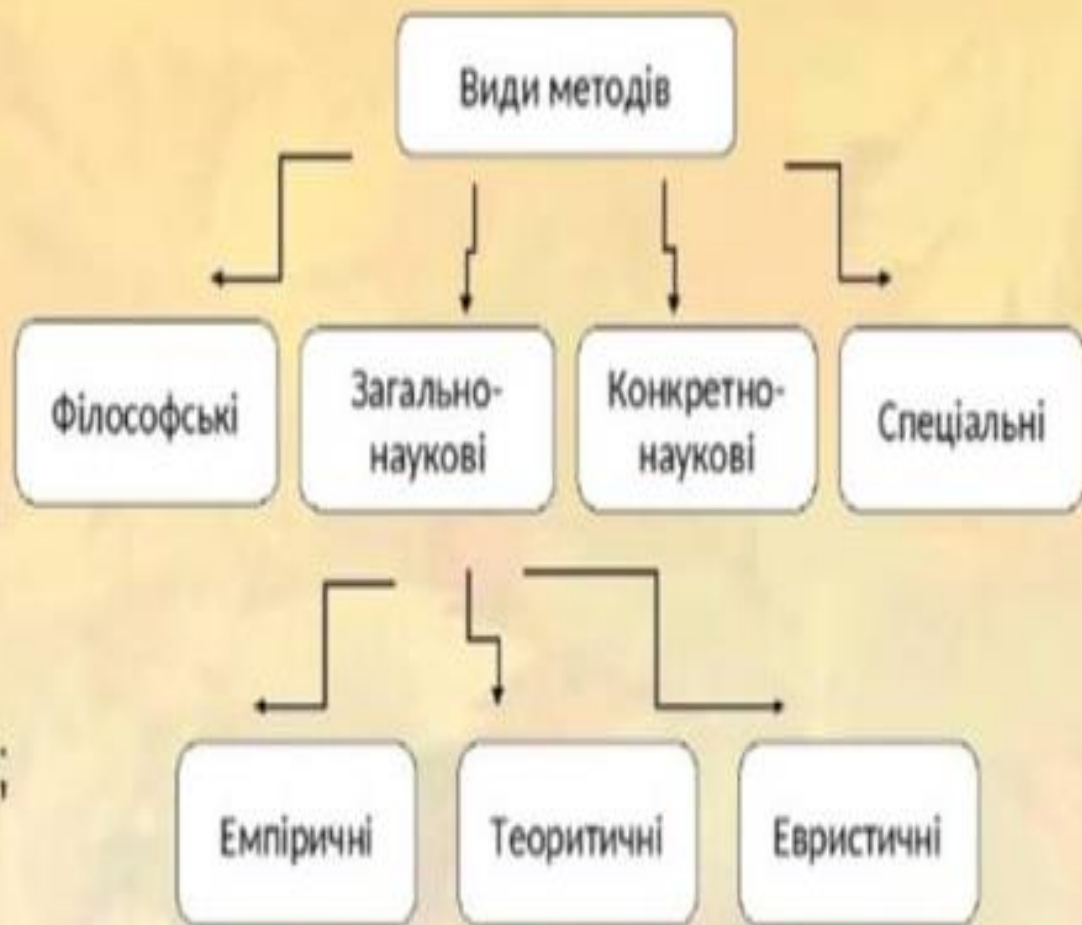 Види методів
Філософські
Загально-
наукові
Конкретно-
наукові
Спеціальні
;
Емпіричні
Теоритичні
Евристичні